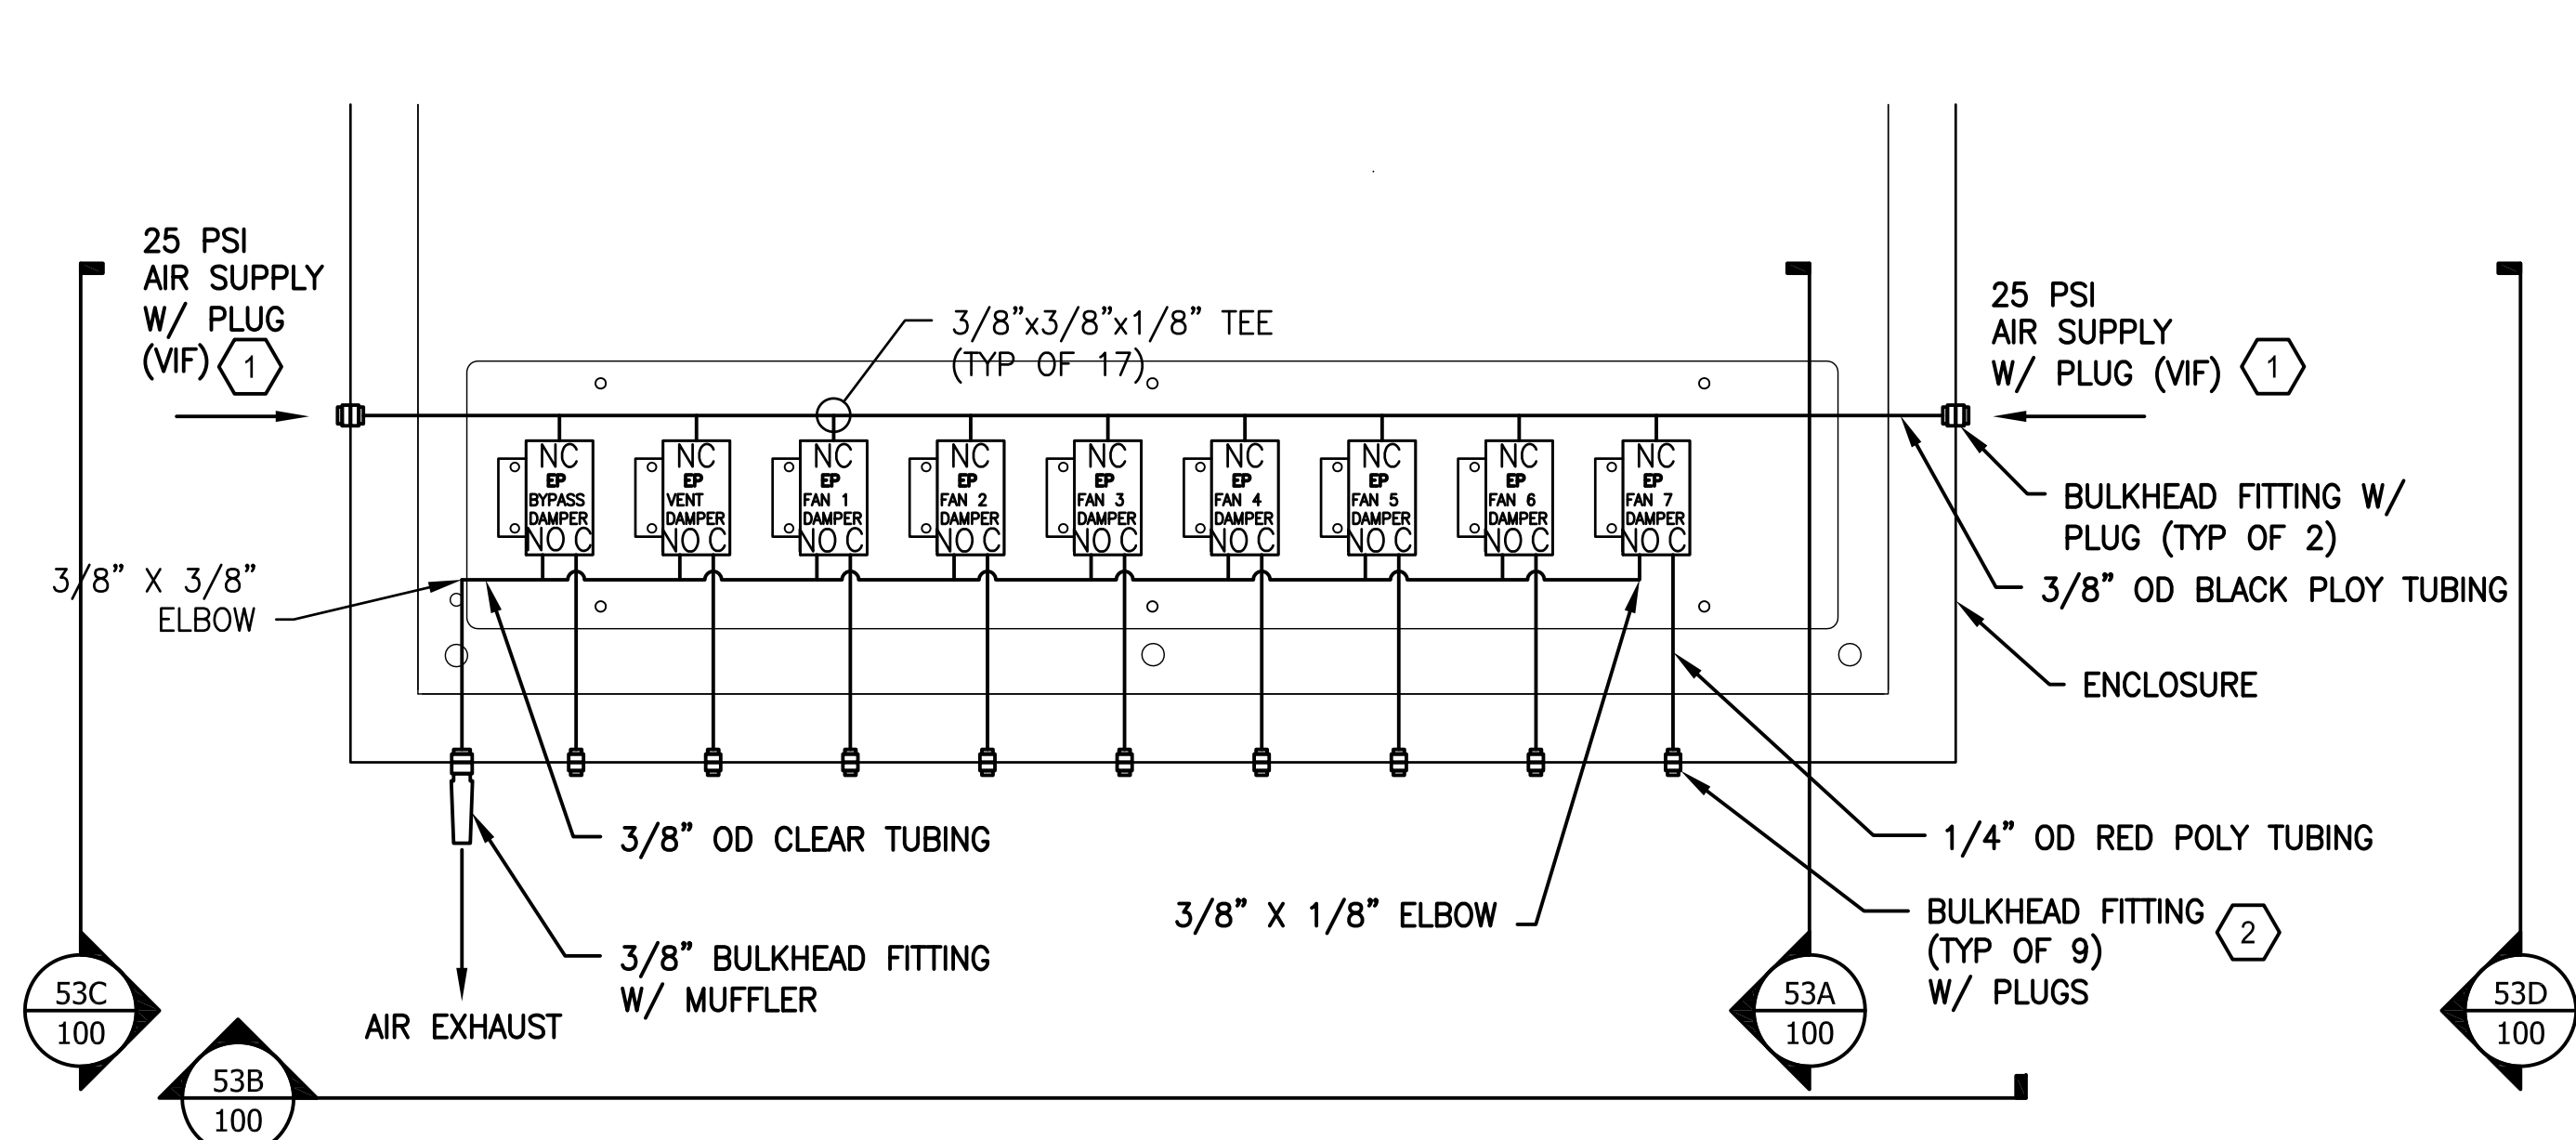 25 PSI
AIR SUPPLY
W/ PLUG
(VIF) 1
3/8”x3/8”x1/8” TEE
(TYP OF 17)
25 PSI
AIR SUPPLY
W/ PLUG (VIF) 1
NC
EP
BYPASS
DAMPER
NO C
NC
EP
VENT
DAMPER
NO C
NC
EP
FAN 1
DAMPER
NO C
NC
EP
FAN 2
DAMPER
NO C
NC
EP
FAN 3
DAMPER
NO C
NC
EP
FAN 4
DAMPER
NO C
NC
EP
FAN 5
DAMPER
NO C
NC
EP
FAN 6
DAMPER
NO C
NC
EP
FAN 7
DAMPER
NO C
BULKHEAD FITTING W/
PLUG (TYP OF 2)
3/8” OD BLACK PLOY TUBING
ENCLOSURE
3/8” X 3/8”
ELBOW
3/8” OD CLEAR TUBING
1/4” OD RED POLY TUBING
3/8” X 1/8” ELBOW
BULKHEAD FITTING
(TYP OF 9) 2
W/ PLUGS
3/8” BULKHEAD FITTING
W/ MUFFLER
AIR EXHAUST
53C
100
53B
100
53A
100
53D
100